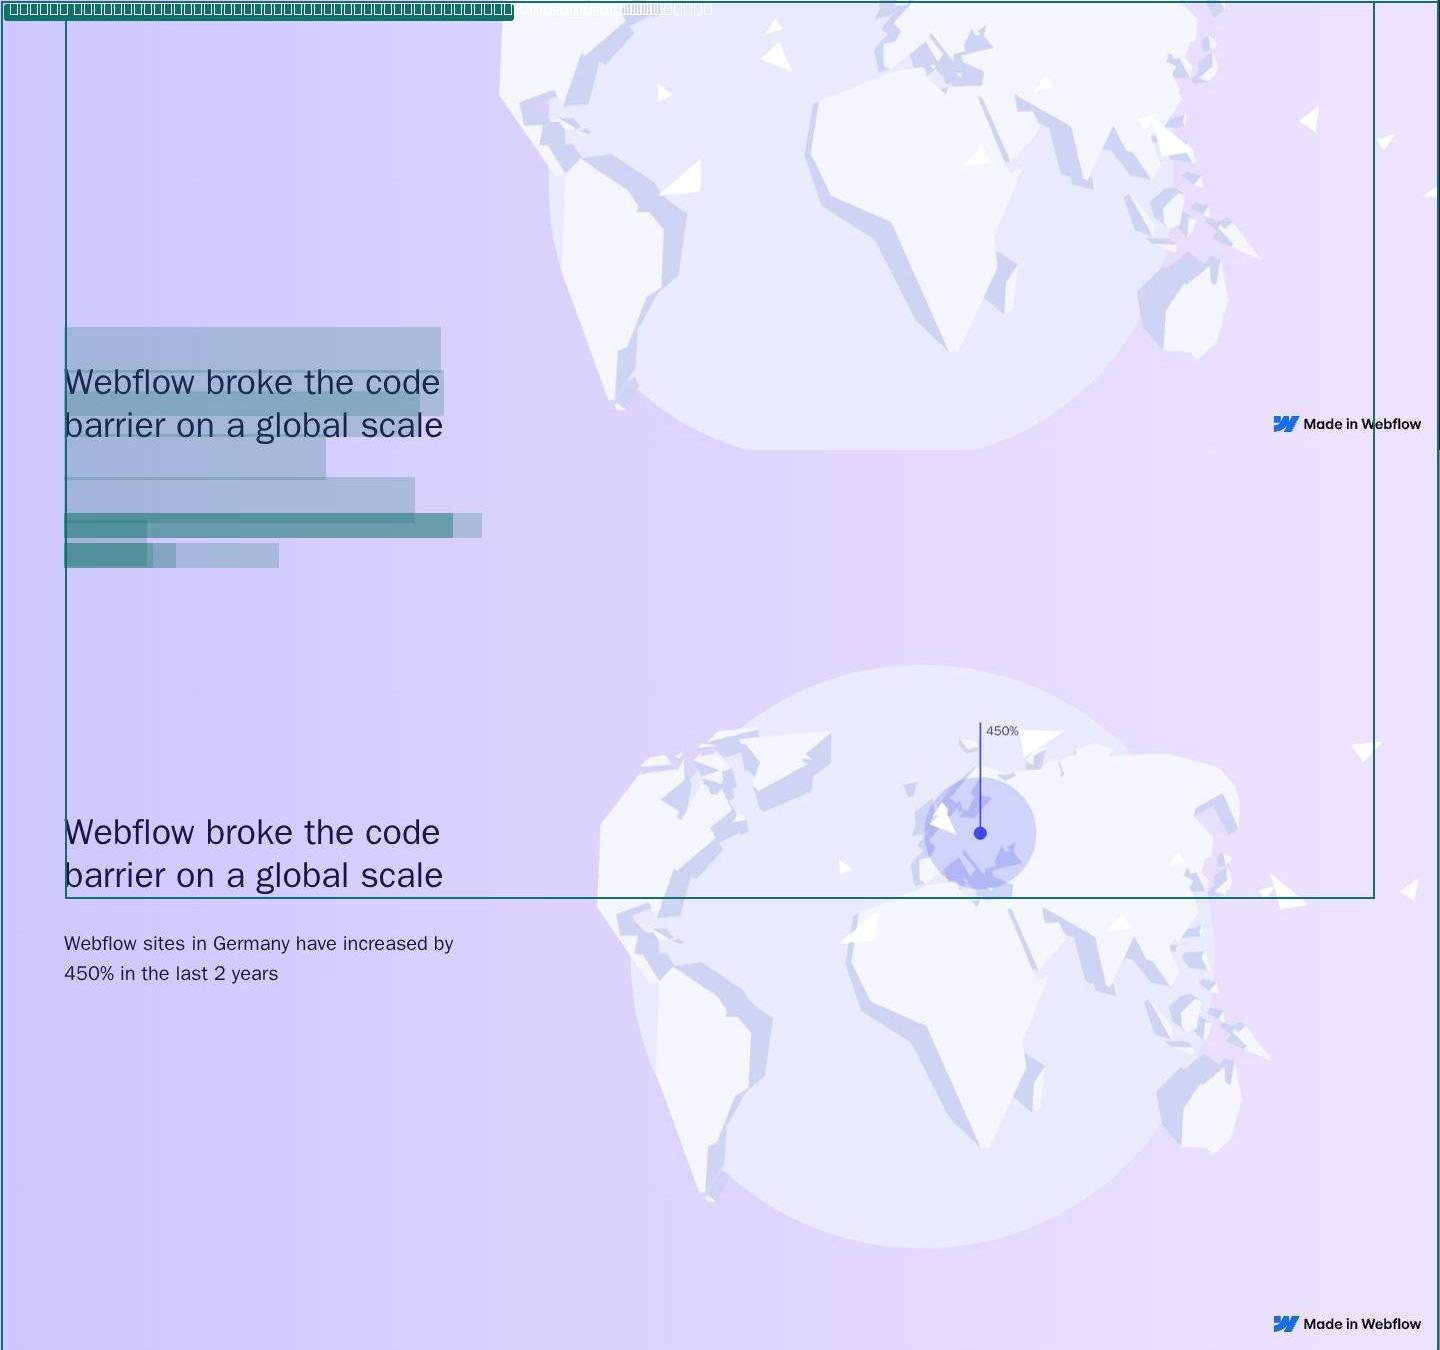 Webflow broke the code
barrier on a global scale
Made in Webflow
450%
Webflow broke the code
barrier on a global scale
Webflow sites in Germany have increased by
450% in the last 2 years
Made in Webflow